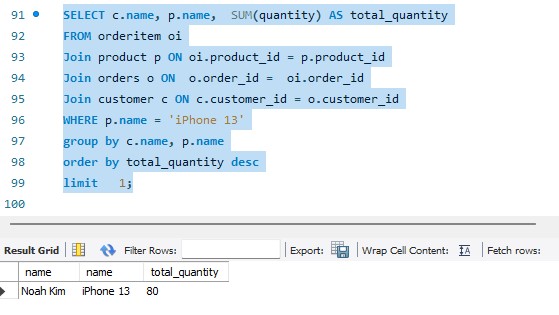 91 SELECT c.name, p.name,  SUM(quantity) AS total_quantity
92 FROM orderitem oi
93 Join product p ON oi.product_id = p.product_id
94 Join orders o ON  o.order_id =  oi.order_id
95 Join customer c ON c.customer_id = o.customer_id
96 WHERE p.name = 'iPhone 13'
97 group by c.name, p.name
98 order by total_quantity desc
99 limit  1;
100
Result Grid Filter Rows: Export: Wrap Cell Content: Fetch rows:
name name total_quantity
Noah Kim iPhone 13 80